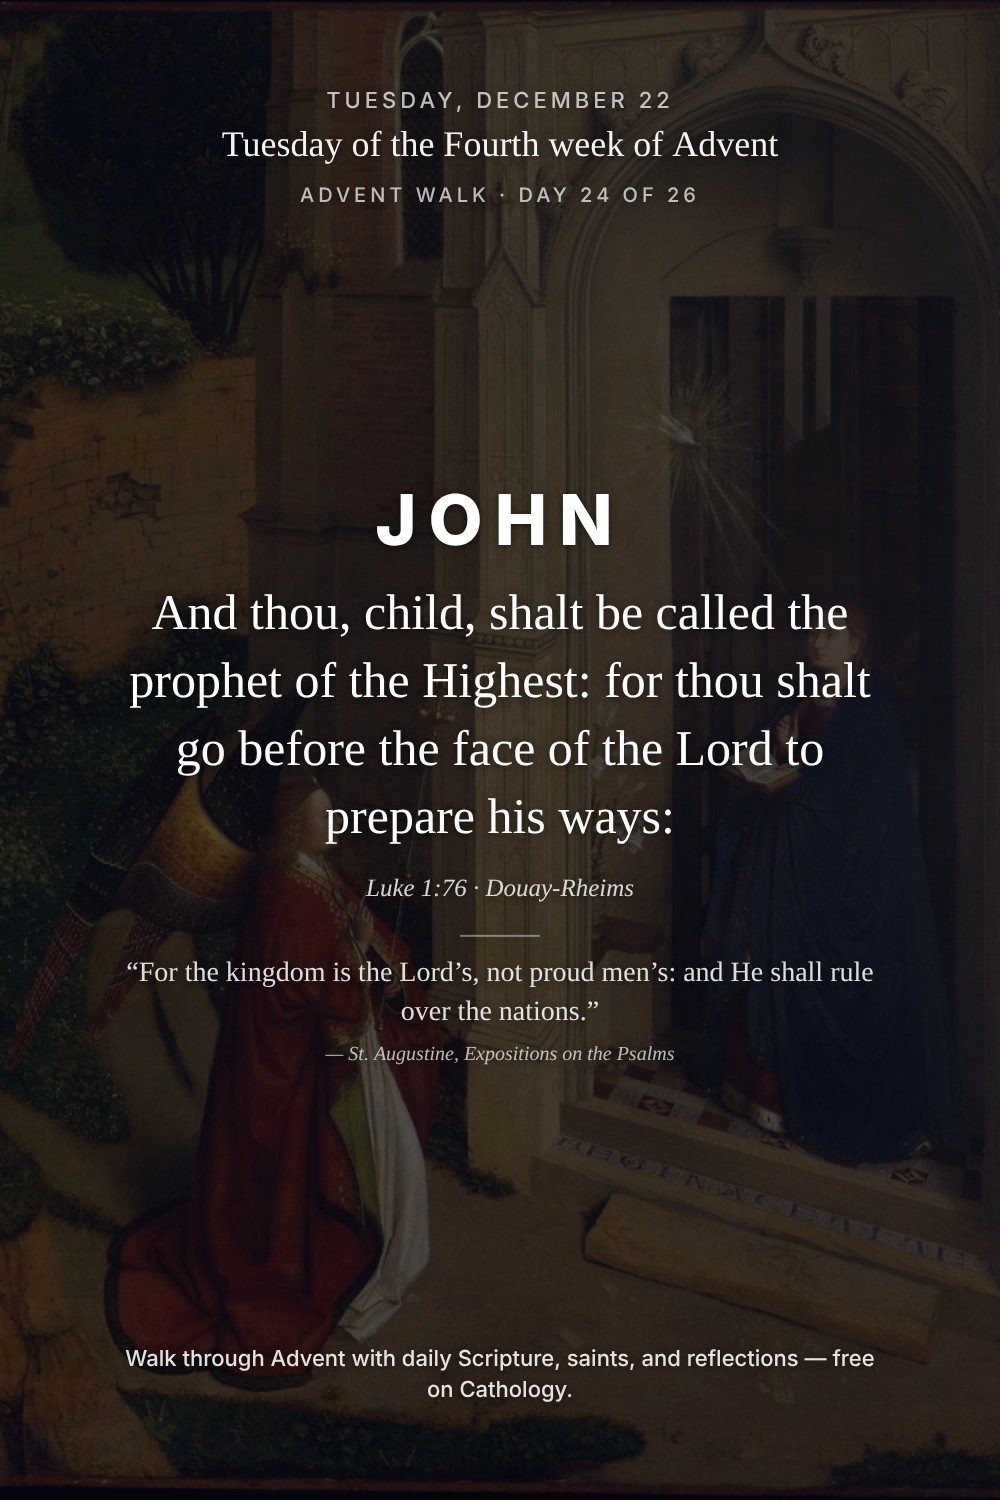 TUESDAY, DECEMBER 22
Tuesday of the Fourth week of Advent
ADVENT WALK · DAY 24 OF 26
JOHN
And thou, child, shalt be called the
prophet of the Highest: for thou shalt
go before the face of the Lord to
prepare his ways:
Luke 1:76 · Douay-Rheims
“For the kingdom is the Lord’s, not proud men’s: and He shall rule
over the nations.”
— St. Augustine, Expositions on the Psalms
Walk through Advent with daily Scripture, saints, and reflections — free
on Cathology.